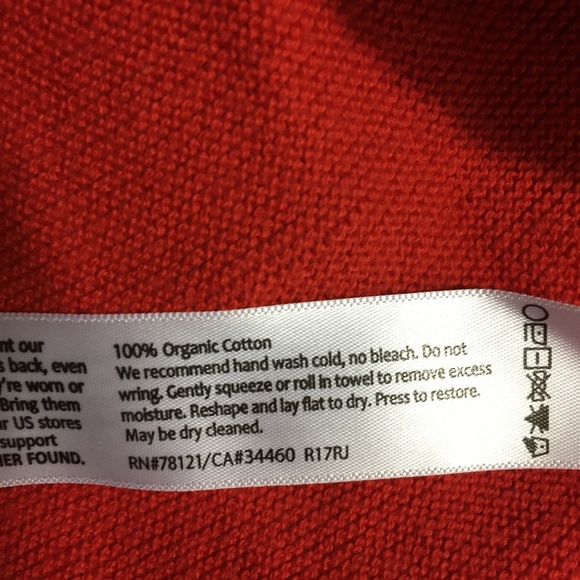 nt our
s back, even
're worn or
Bring them
r US stores
support
ER FOUND.
100% Organic Cotton
We recommend hand wash cold, no bleach. Do not
wring. Gently squeeze or roll in towel to remove excess
moisture. Reshape and lay flat to dry. Press to restore.
May be dry cleaned.
RN#78121/CA#34460 R17RJ